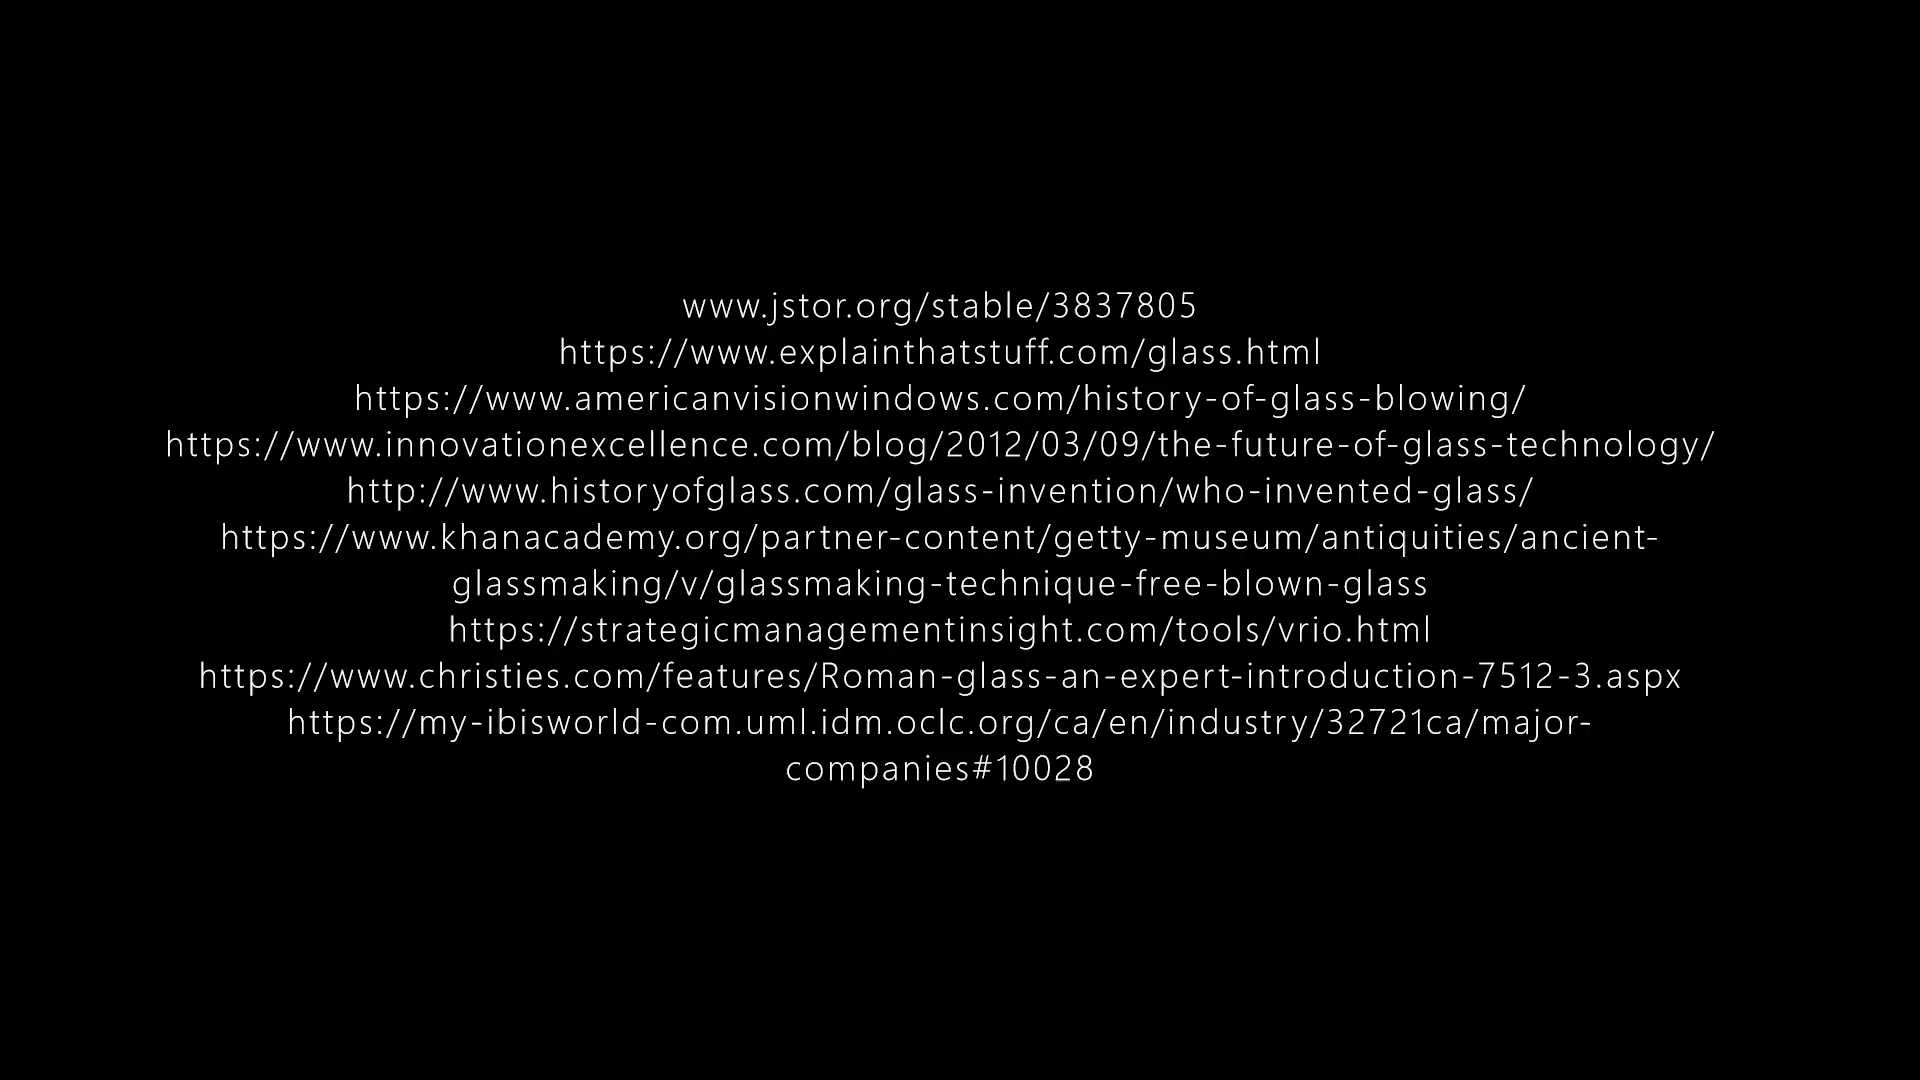 www.jstor.org/stable/3837805
https://www.explainthatstuff.com/glass.html
https://www.americanvisionwindows.com/history-of-glass-blowing/
https://www.innovationexcellence.com/blog/2012/03/09/the-future-of-glass-technology/
http://www.historyofglass.com/glass-invention/who-invented-glass/
https://www.khanacademy.org/partner-content/getty-museum/antiquities/ancient-
glassmaking/v/glassmaking-technique-free-blown-glass
https://strategicmanagementinsight.com/tools/vrio.html
https://www.christies.com/features/Roman-glass-an-expert-introduction-7512-3.aspx
https://my-ibisworld-com.uml.idm.oclc.org/ca/en/industry/32721ca/major-
companies#10028